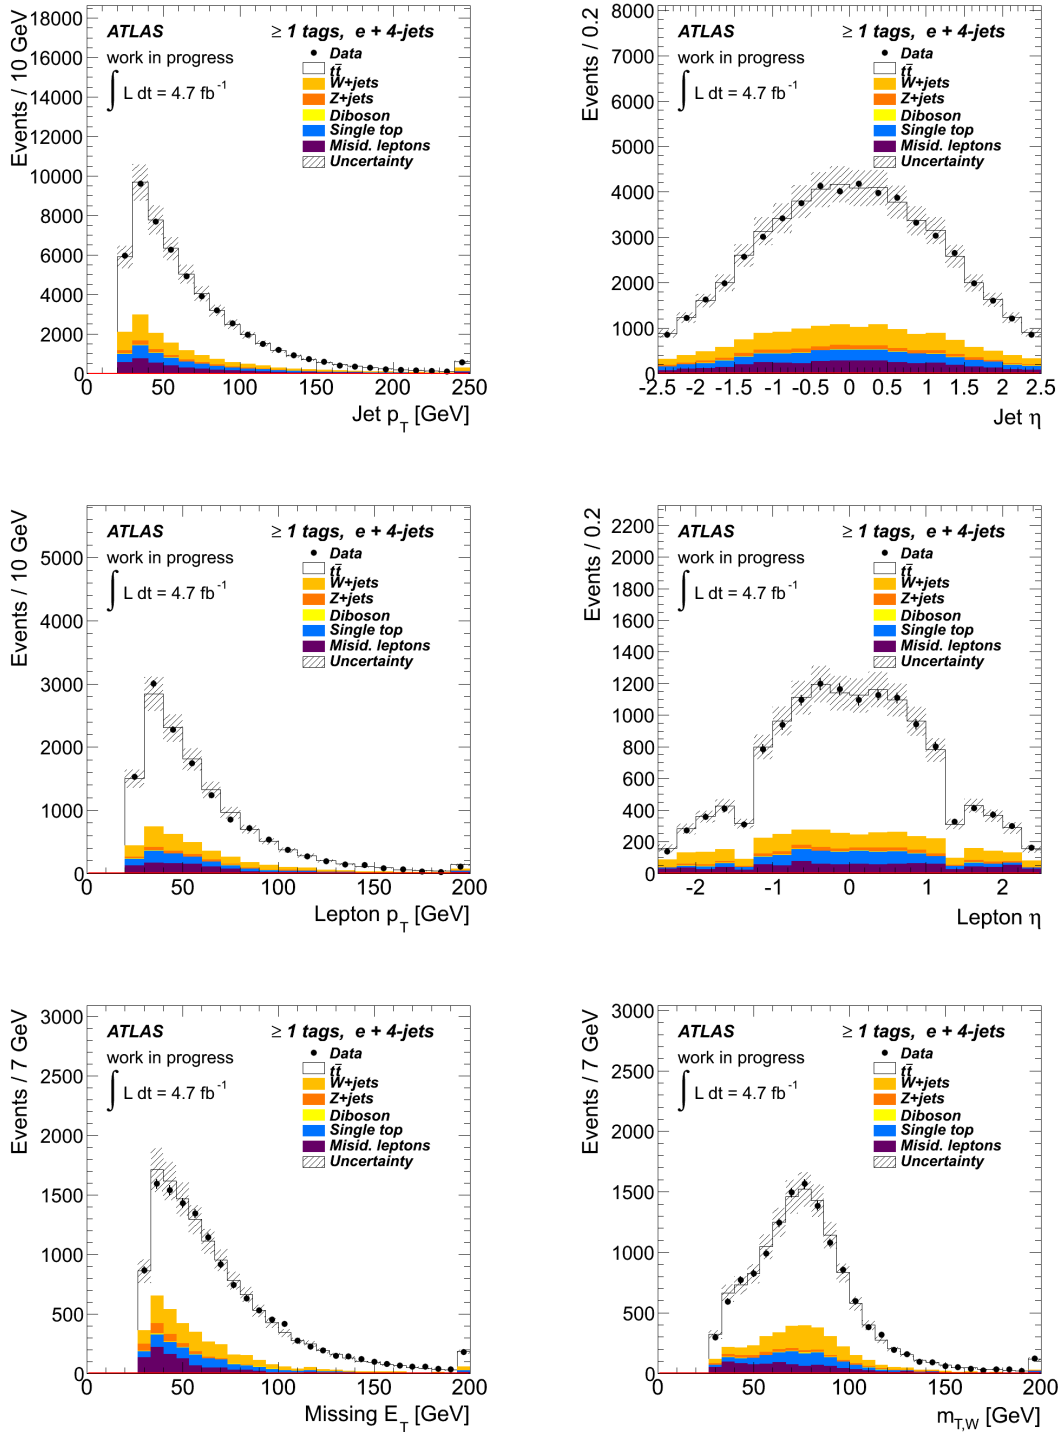 Events / 10 GeV
18000
16000
14000
12000
10000
8000
6000
4000
2000
0
ATLAS
≥ 1 tags, e + 4-jets
work in progress
∫ L dt = 4.7 fb⁻¹
Data
tt̄
W+jets
Z+jets
Diboson
Single top
Misid. leptons
Uncertainty
0 50 100 150 200 250
Jet p_T [GeV]
Events / 0.2
8000
7000
6000
5000
4000
3000
2000
1000
0
ATLAS
≥ 1 tags, e + 4-jets
work in progress
∫ L dt = 4.7 fb⁻¹
Data
tt̄
W+jets
Z+jets
Diboson
Single top
Misid. leptons
Uncertainty
-2.5 -2 -1.5 -1 -0.5 0 0.5 1 1.5 2 2.5
Jet η
Events / 10 GeV
5000
4000
3000
2000
1000
0
ATLAS
≥ 1 tags, e + 4-jets
work in progress
∫ L dt = 4.7 fb⁻¹
Data
tt̄
W+jets
Z+jets
Diboson
Single top
Misid. leptons
Uncertainty
0 50 100 150 200
Lepton p_T [GeV]
Events / 0.2
2200
2000
1800
1600
1400
1200
1000
800
600
400
200
0
ATLAS
≥ 1 tags, e + 4-jets
work in progress
∫ L dt = 4.7 fb⁻¹
Data
tt̄
W+jets
Z+jets
Diboson
Single top
Misid. leptons
Uncertainty
-2 -1 0 1 2
Lepton η
Events / 7 GeV
3000
2500
2000
1500
1000
500
0
ATLAS
≥ 1 tags, e + 4-jets
work in progress
∫ L dt = 4.7 fb⁻¹
Data
tt̄
W+jets
Z+jets
Diboson
Single top
Misid. leptons
Uncertainty
0 50 100 150 200
Missing E_T [GeV]
Events / 7 GeV
3000
2500
2000
1500
1000
500
0
ATLAS
≥ 1 tags, e + 4-jets
work in progress
∫ L dt = 4.7 fb⁻¹
Data
tt̄
W+jets
Z+jets
Diboson
Single top
Misid. leptons
Uncertainty
0 50 100 150 200
m_T,W [GeV]